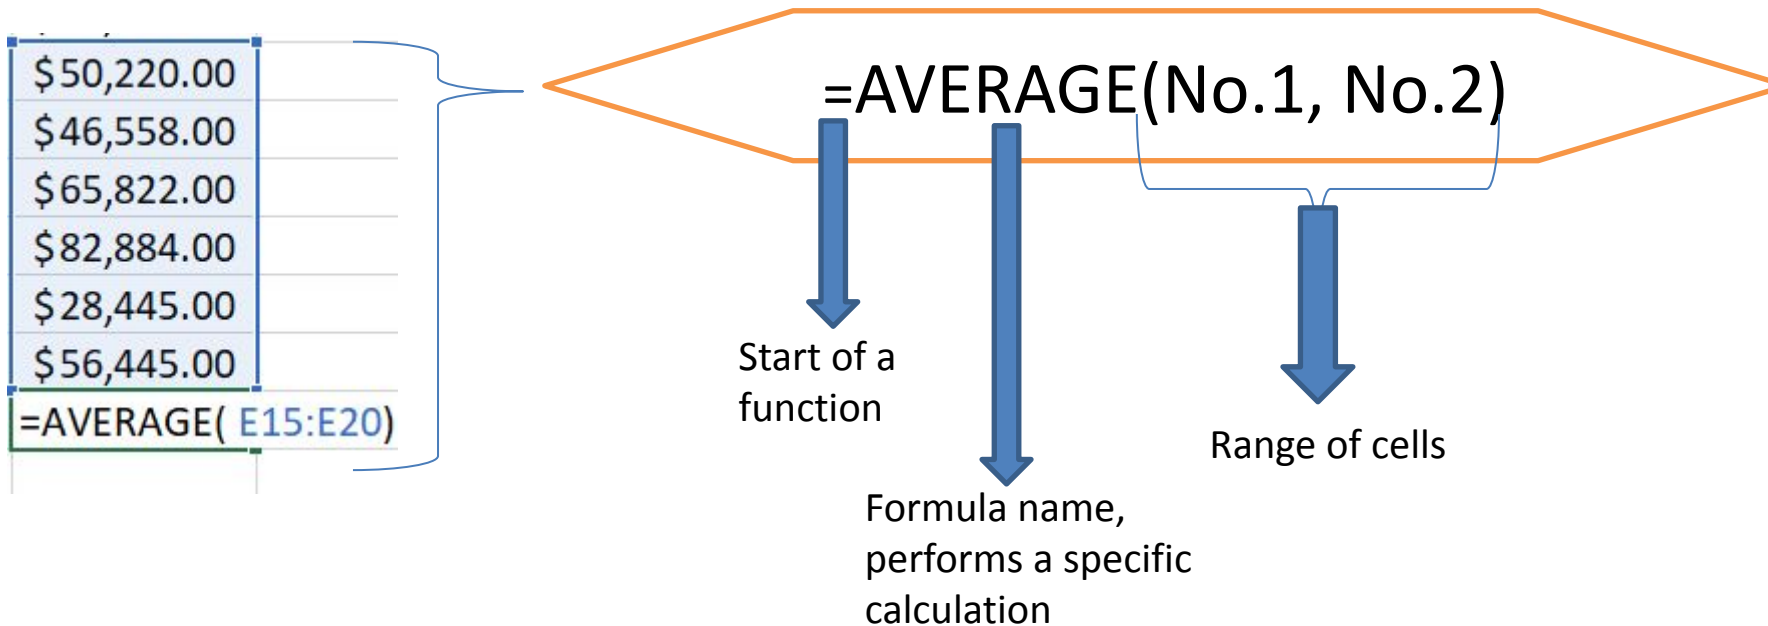 $50,220.00
$46,558.00
$65,822.00
$82,884.00
$28,445.00
$56,445.00
=AVERAGE( E15:E20)
=AVERAGE(No.1, No.2)
Start of a
function
Formula name,
performs a specific
calculation
Range of cells